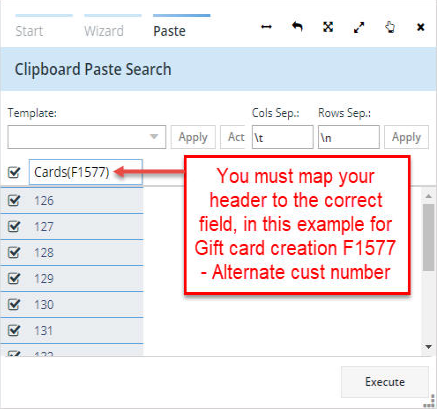 Start Wizard Paste
Clipboard Paste Search
Template: Cols Sep.: Rows Sep.:
Apply Act \t \n Apply
Cards(F1577)
You must map your
header to the correct
field, in this example for
Gift card creation F1577
- Alternate cust number
126
127
128
129
130
131
Execute